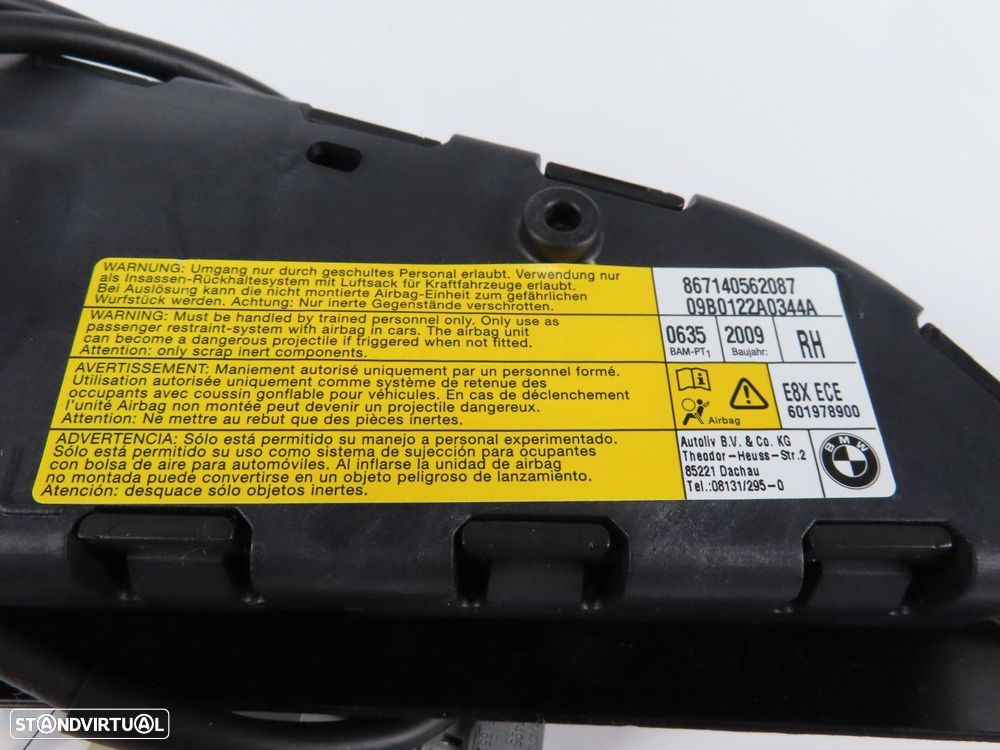 WARNUNG: Umgang nur durch geschultes Personal erlaubt. Verwendung nur
als Insassen-Rückhaltesystem mit Luftsack für Kraftfahrzeuge erlaubt.
Bei Auslösung kann die nicht montierte Airbag-Einheit zum gefährlichen
Wurfstück werden. Achtung: Nur inerte Gegenstände verschrotten.
WARNING: Must be handled by trained personnel only. Only use as
passenger restraint-system with airbag in cars. The airbag unit
can become a dangerous projectile if triggered when not fitted.
Attention: only scrap inert components.
AVERTISSEMENT: Maniement autorisé uniquement par un personnel formé.
Utilisation autorisée uniquement comme système de retenue des
occupants avec coussin gonflable pour véhicules. En cas de déclenchement
l'unité Airbag non montée peut devenir un projectile dangereux.
Attention: Ne mettre au rebut que des pièces inertes.
ADVERTENCIA: Sólo está permitido su manejo a personal experimentado.
Sólo está permitido su uso como sistema de sujección para ocupantes
con bolsa de aire para automóviles. Al inflarse la unidad de airbag
no montada puede convertirse en un objeto peligroso de lanzamiento.
Atención: desquace sólo objetos inertes.
867140562087
09B0122A0344A
0635
BAM-PT1
2009
Baujahr:
RH
Airbag
E8X ECE
601978900
Autoliv B.V. & Co. KG
Theodor-Heuss-Str.2
85221 Dachau
Tel.:08131/295-0
BMW
STANDVIRTUAL